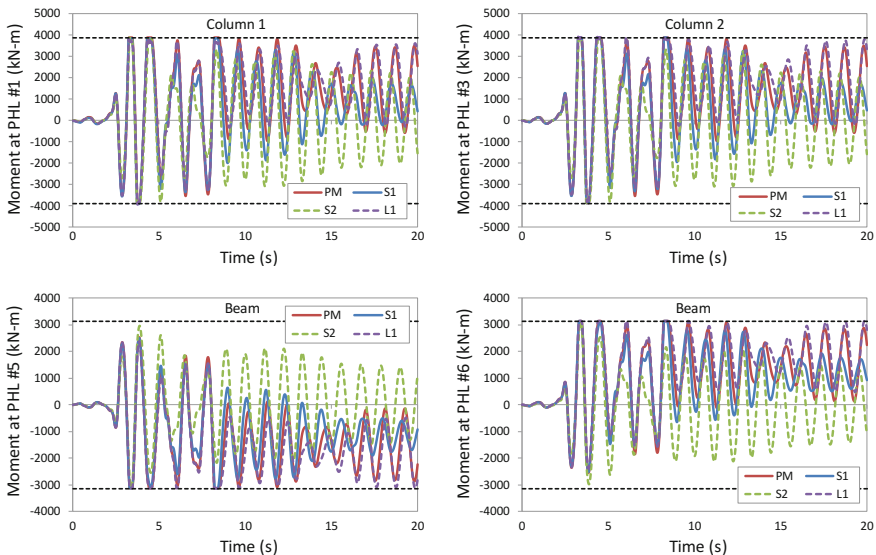 Column 1
Moment at PHL #1 (kN-m)
5000
4000
3000
2000
1000
0
-1000
-2000
-3000
-4000
-5000
0 5 10 15 20
Time (s)
PM S1
S2 L1
Column 2
Moment at PHL #3 (kN-m)
5000
4000
3000
2000
1000
0
-1000
-2000
-3000
-4000
-5000
0 5 10 15 20
Time (s)
PM S1
S2 L1
Beam
Moment at PHL #5 (kN-m)
4000
3000
2000
1000
0
-1000
-2000
-3000
-4000
0 5 10 15 20
Time (s)
PM S1
S2 L1
Beam
Moment at PHL #6 (kN-m)
4000
3000
2000
1000
0
-1000
-2000
-3000
-4000
0 5 10 15 20
Time (s)
PM S1
S2 L1